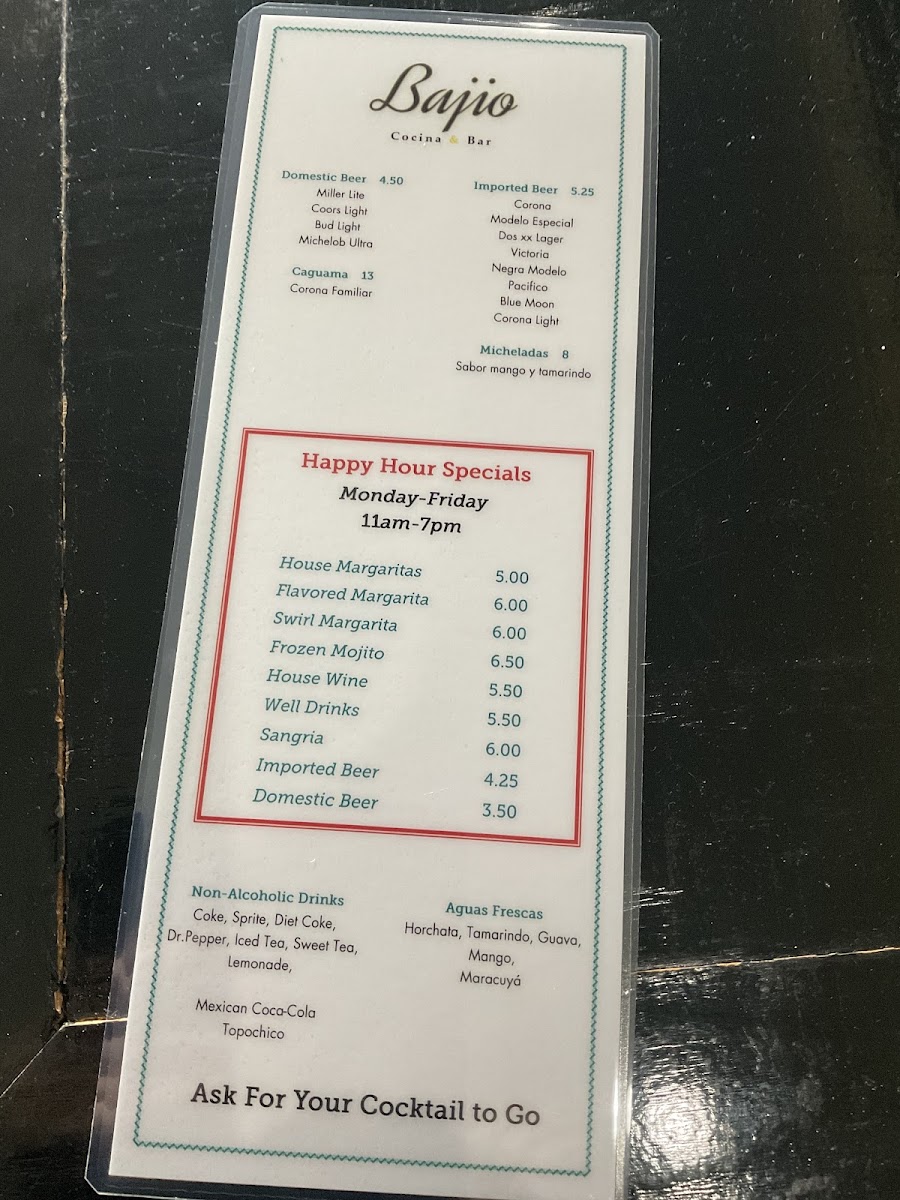 Bajio
Cocina & Bar
Domestic Beer 4.50
Miller Lite
Coors Light
Bud Light
Michelob Ultra
Caguama 13
Corona Familiar
Imported Beer 5.25
Corona
Modelo Especial
Dos xx Lager
Victoria
Negra Modelo
Pacifico
Blue Moon
Corona Light
Micheladas 8
Sabor mango y tamarindo
Happy Hour Specials
Monday-Friday
11am-7pm
House Margaritas 5.00
Flavored Margarita 6.00
Swirl Margarita 6.00
Frozen Mojito 6.50
House Wine 5.50
Well Drinks 5.50
Sangria 6.00
Imported Beer 4.25
Domestic Beer 3.50
Non-Alcoholic Drinks
Coke, Sprite, Diet Coke,
Dr.Pepper, Iced Tea, Sweet Tea,
Lemonade,
Mexican Coca-Cola
Topochico
Aguas Frescas
Horchata, Tamarindo, Guava,
Mango,
Maracuyá
Ask For Your Cocktail to Go